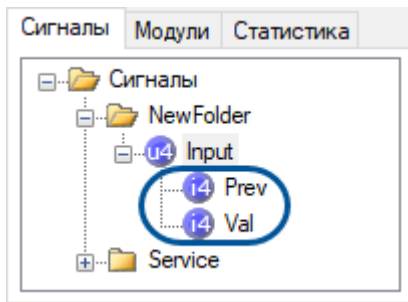 Сигналы Модули Статистика
Сигналы
NewFolder
u4 Input
i4 Prev
i4 Val
Service